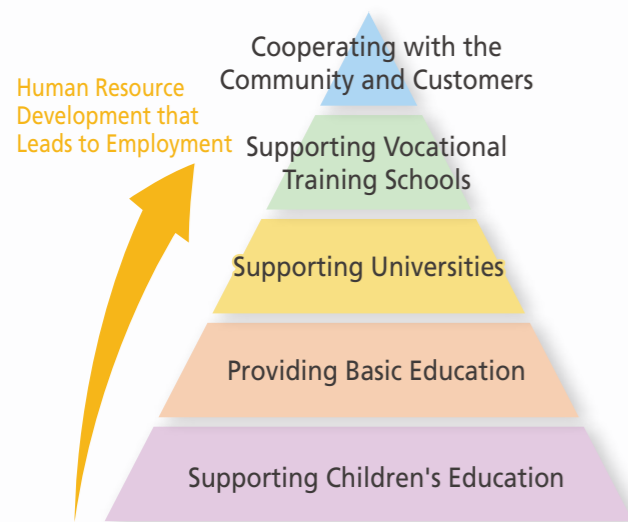 Cooperating with the
Community and Customers
Human Resource
Development that
Leads to Employment
Supporting Vocational
Training Schools
Supporting Universities
Providing Basic Education
Supporting Children's Education